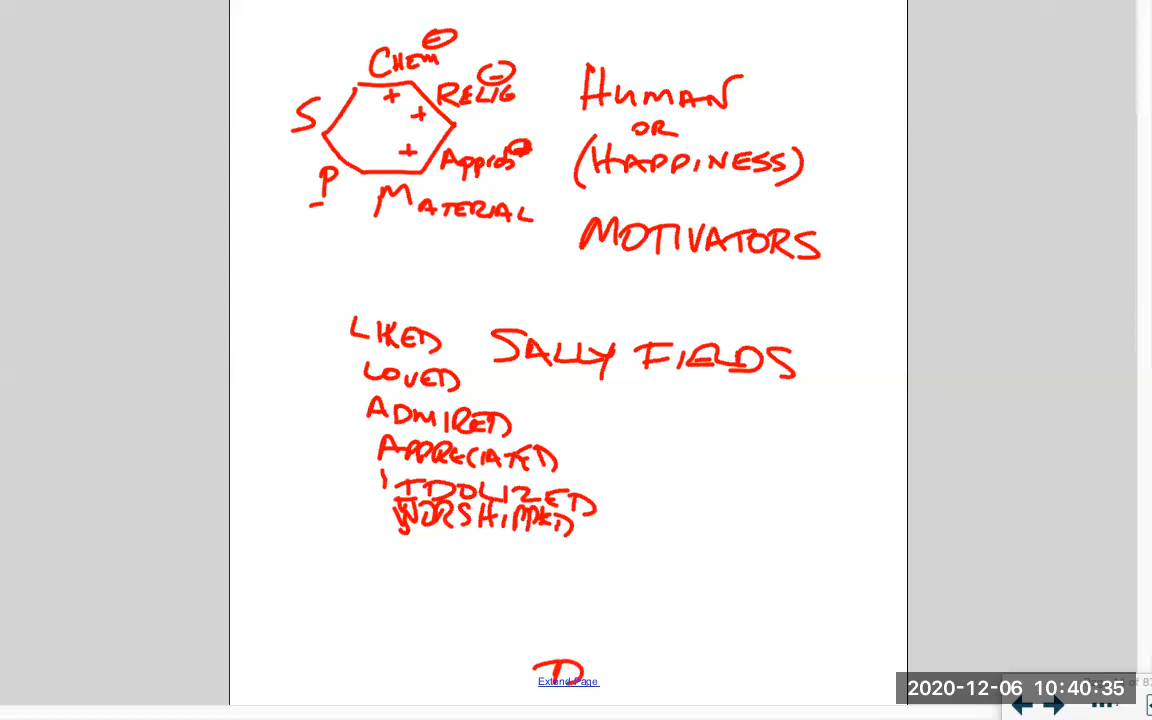 CHEM -
+ RELIG -
+
S
HUMAN
OR
(HAPPINESS)
+
P
MATERIAL
MOTIVATORS
LIKED
SALLY FIELDS
LOVED
ADMIRED
APPRECIATED
IDOLIZED
WORSHIPPED
Extend Page
2020-12-06 10:40:35